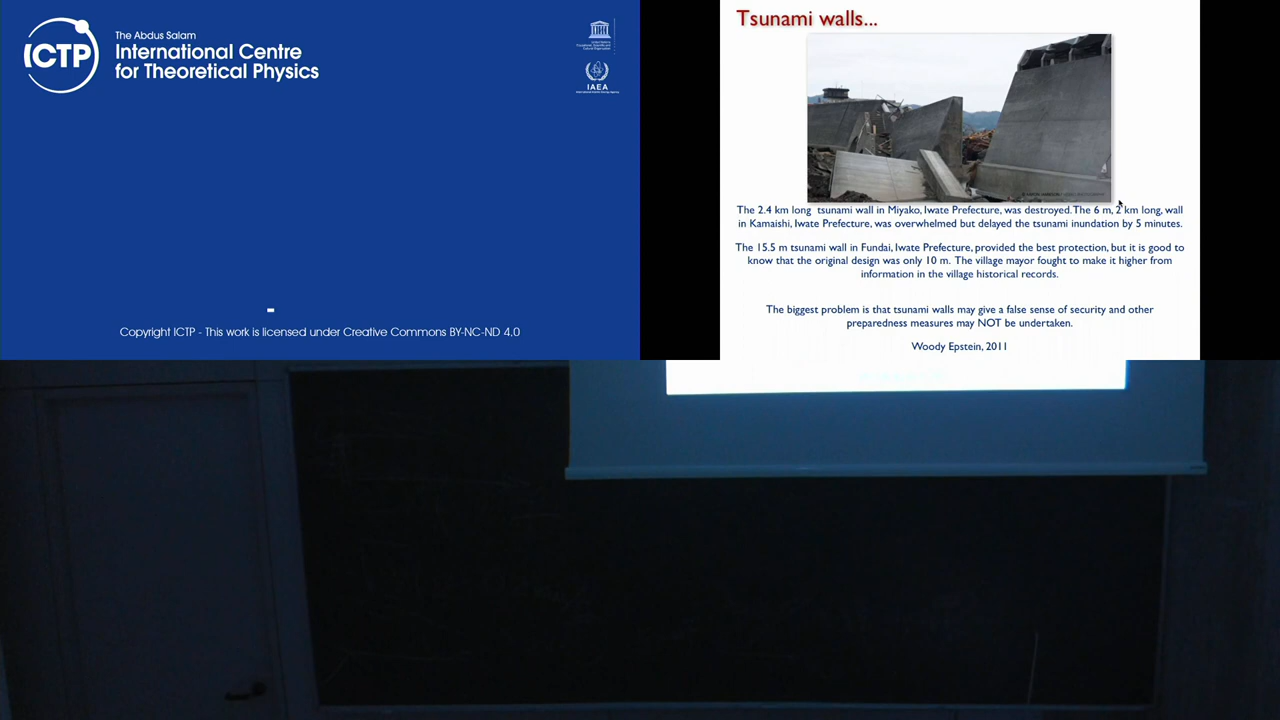 ICTP
The Abdus Salam
International Centre
for Theoretical Physics
IAEA
Copyright ICTP - This work is licensed under Creative Commons BY-NC-ND 4.0
Tsunami walls...
The 2.4 km long tsunami wall in Miyako, Iwate Prefecture, was destroyed. The 6 m, 2 km long, wall
in Kamaishi, Iwate Prefecture, was overwhelmed but delayed the tsunami inundation by 5 minutes.
The 15.5 m tsunami wall in Fundai, Iwate Prefecture, provided the best protection, but it is good to
know that the original design was only 10 m. The village mayor fought to make it higher from
information in the village historical records.
The biggest problem is that tsunami walls may give a false sense of security and other
preparedness measures may NOT be undertaken.
Woody Epstein, 2011